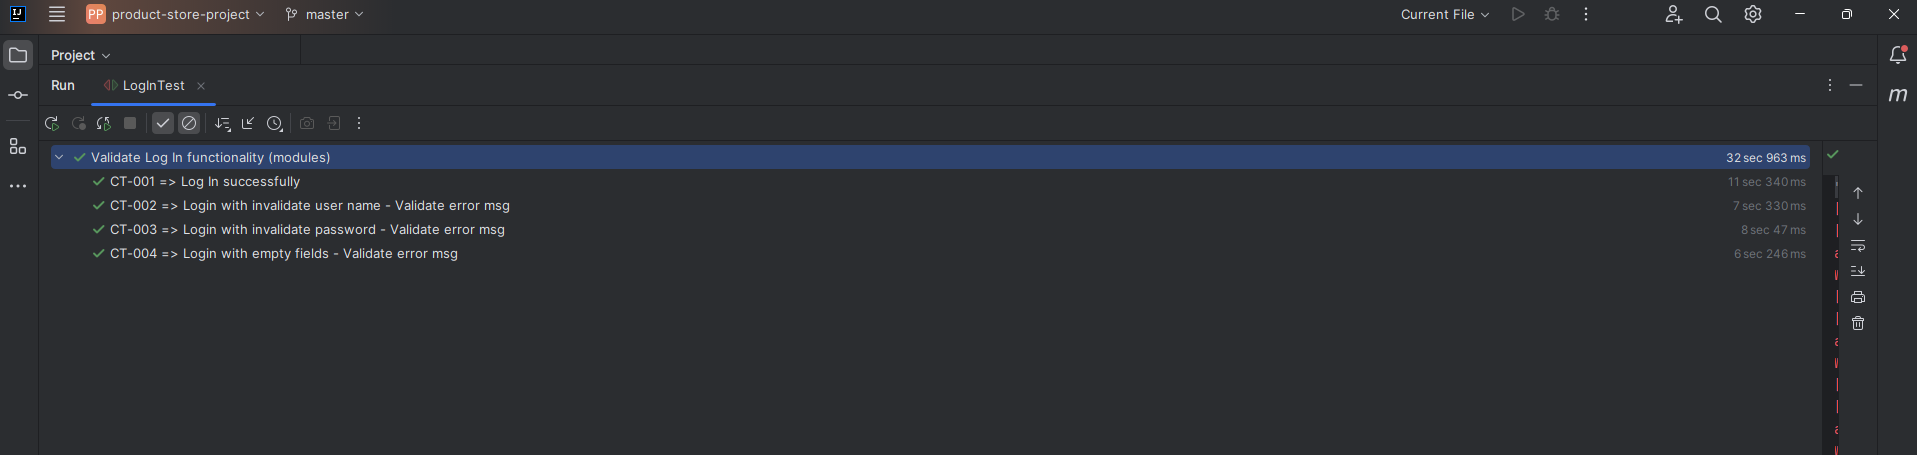 IJ PP product-store-project master Current File
Project
Run LogInTest
m
Validate Log In functionality (modules) 32 sec 963 ms
CT-001 => Log In successfully 11 sec 340 ms
CT-002 => Login with invalidate user name - Validate error msg 7 sec 330 ms
CT-003 => Login with invalidate password - Validate error msg 8 sec 47 ms
CT-004 => Login with empty fields - Validate error msg 6 sec 246 ms